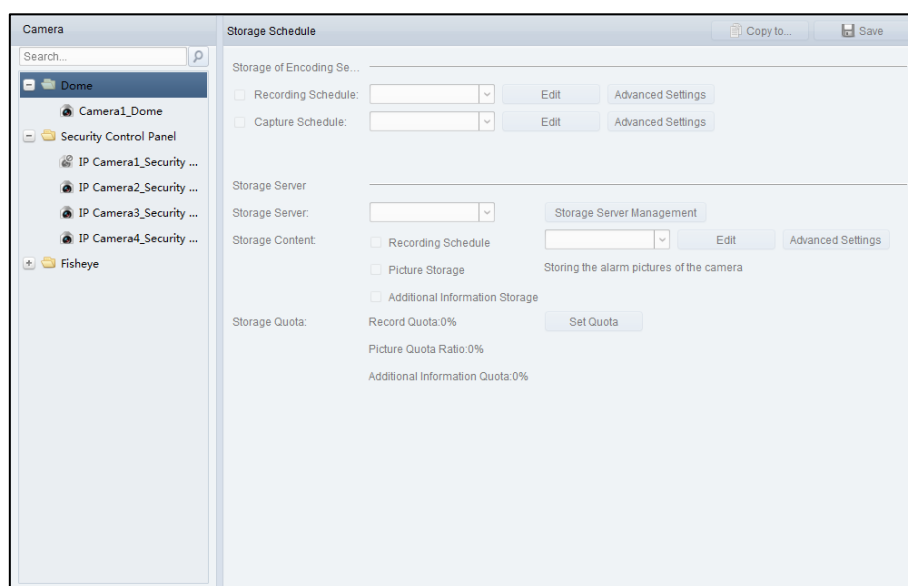 Camera
Search...
Dome
Camera1_Dome
Security Control Panel
IP Camera1_Security ...
IP Camera2_Security ...
IP Camera3_Security ...
IP Camera4_Security ...
Fisheye
Storage Schedule Copy to... Save
Storage of Encoding Se...
Recording Schedule: Edit Advanced Settings
Capture Schedule: Edit Advanced Settings
Storage Server
Storage Server: Storage Server Management
Storage Content: Recording Schedule Edit Advanced Settings
Picture Storage Storing the alarm pictures of the camera
Additional Information Storage
Storage Quota: Record Quota:0% Set Quota
Picture Quota Ratio:0%
Additional Information Quota:0%